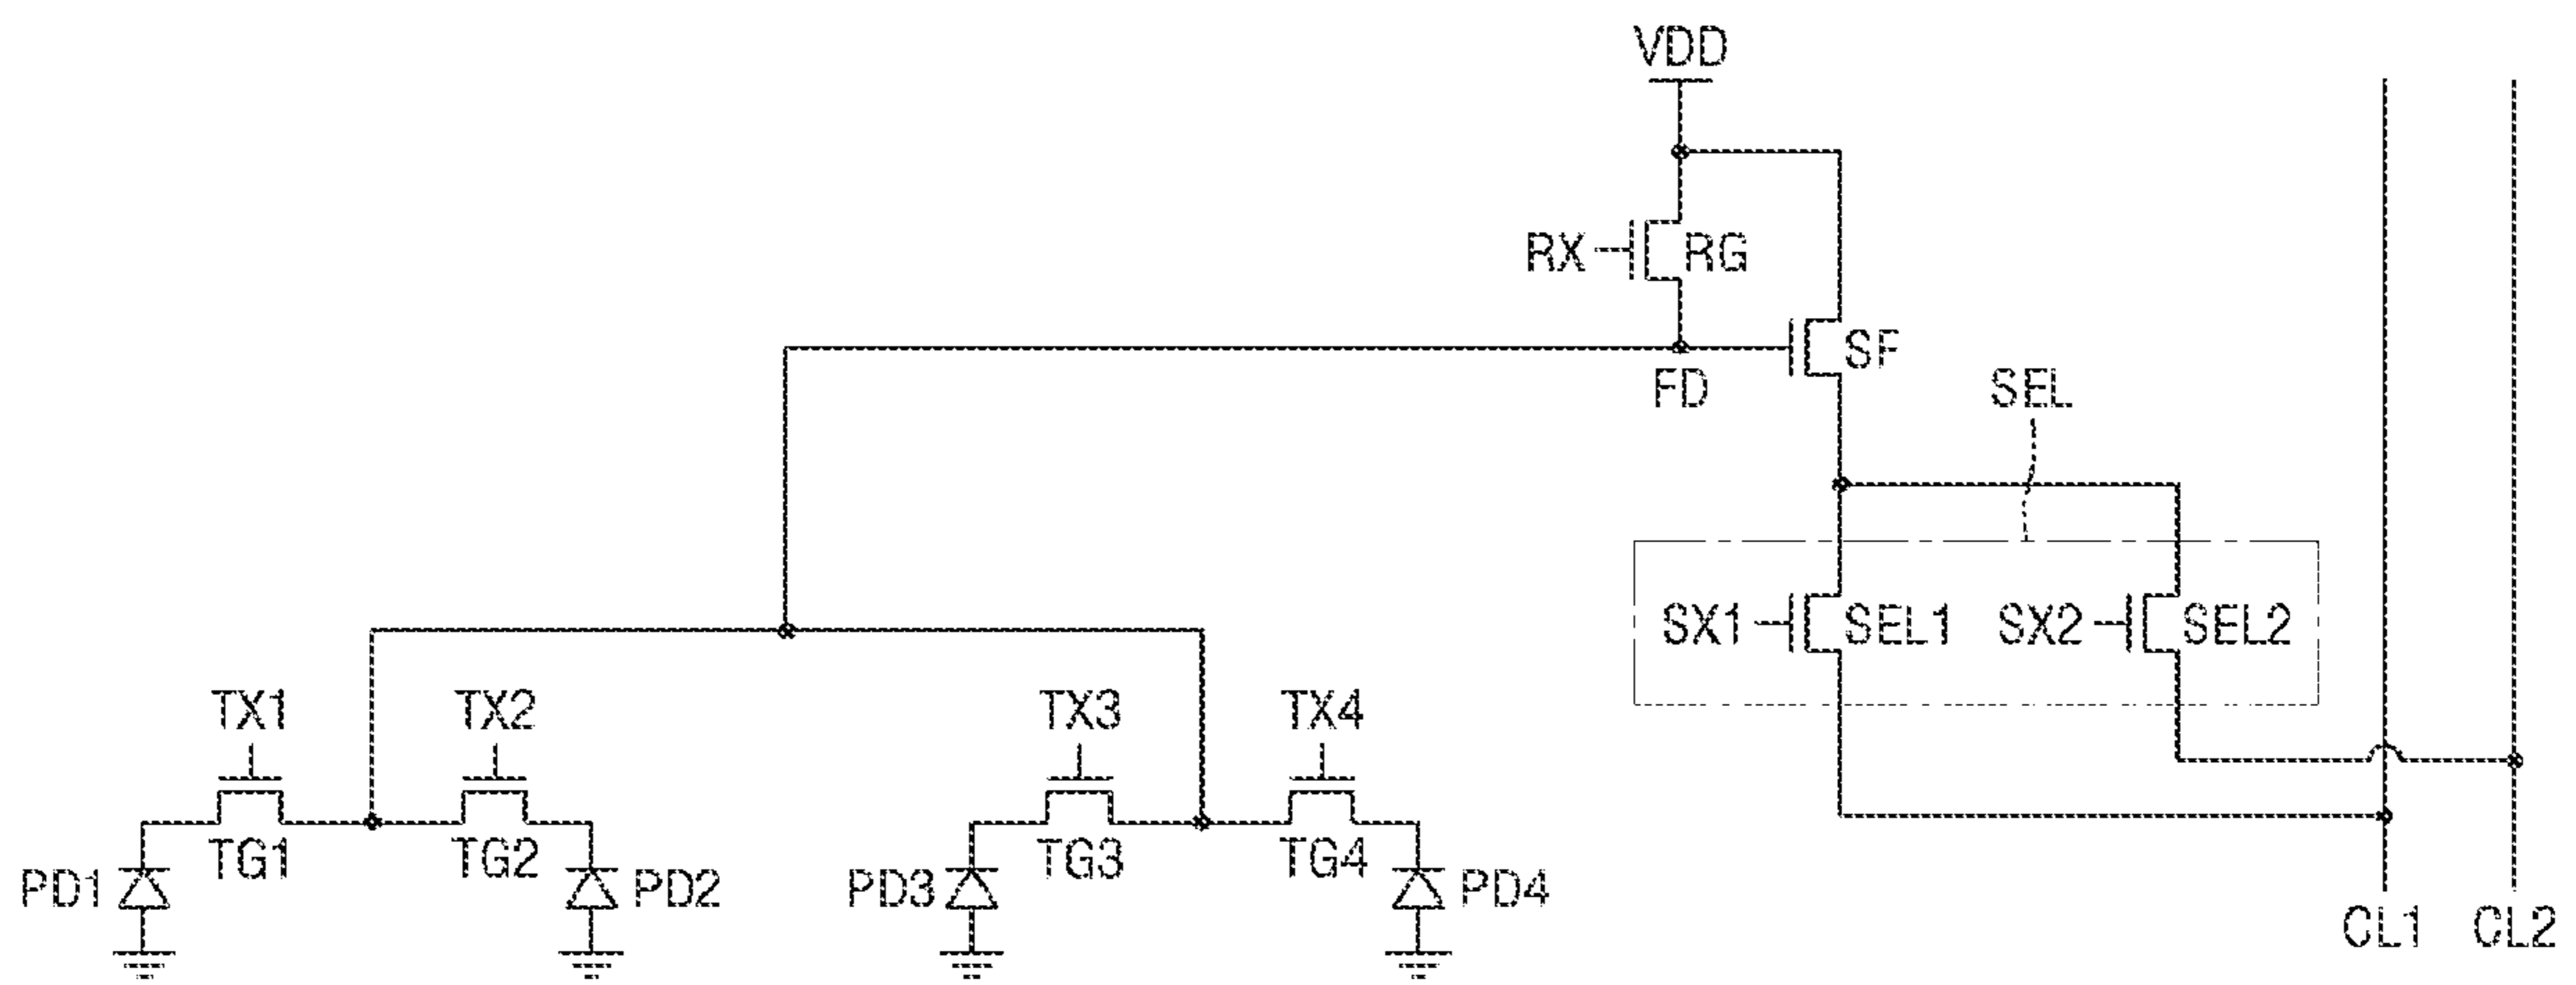 VDD
RX
RG
SF
FD
SEL
SX1
SEL1
SX2
SEL2
TX1
TX2
TX3
TX4
TG1
TG2
TG3
TG4
PD1
PD2
PD3
PD4
CL1
CL2